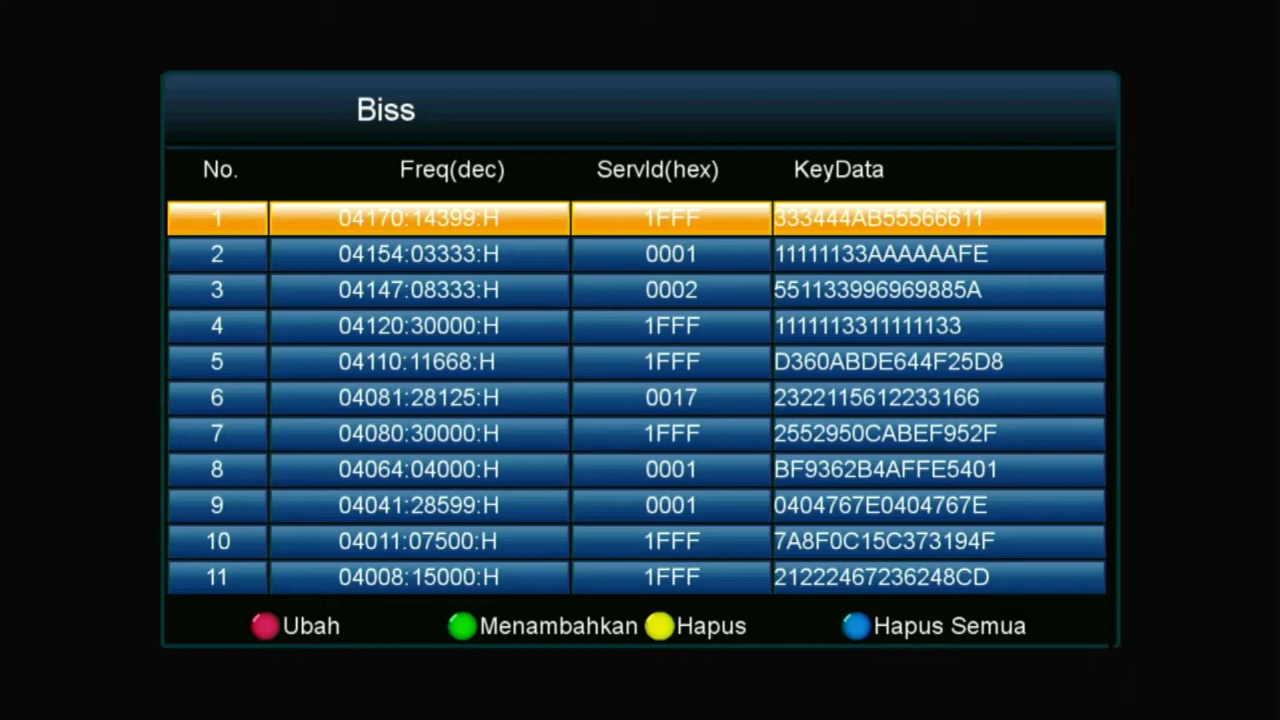 Biss
No. Freq(dec) ServId(hex) KeyData
1 04170:14399:H 1FFF 333444AB55566611
2 04154:03333:H 0001 11111133AAAAAAFE
3 04147:08333:H 0002 551133996969885A
4 04120:30000:H 1FFF 1111113311111133
5 04110:11668:H 1FFF D360ABDE644F25D8
6 04081:28125:H 0017 2322115612233166
7 04080:30000:H 1FFF 2552950CABEF952F
8 04064:04000:H 0001 BF9362B4AFFE5401
9 04041:28599:H 0001 0404767E0404767E
10 04011:07500:H 1FFF 7A8F0C15C373194F
11 04008:15000:H 1FFF 21222467236248CD
Ubah Menambahkan Hapus Hapus Semua